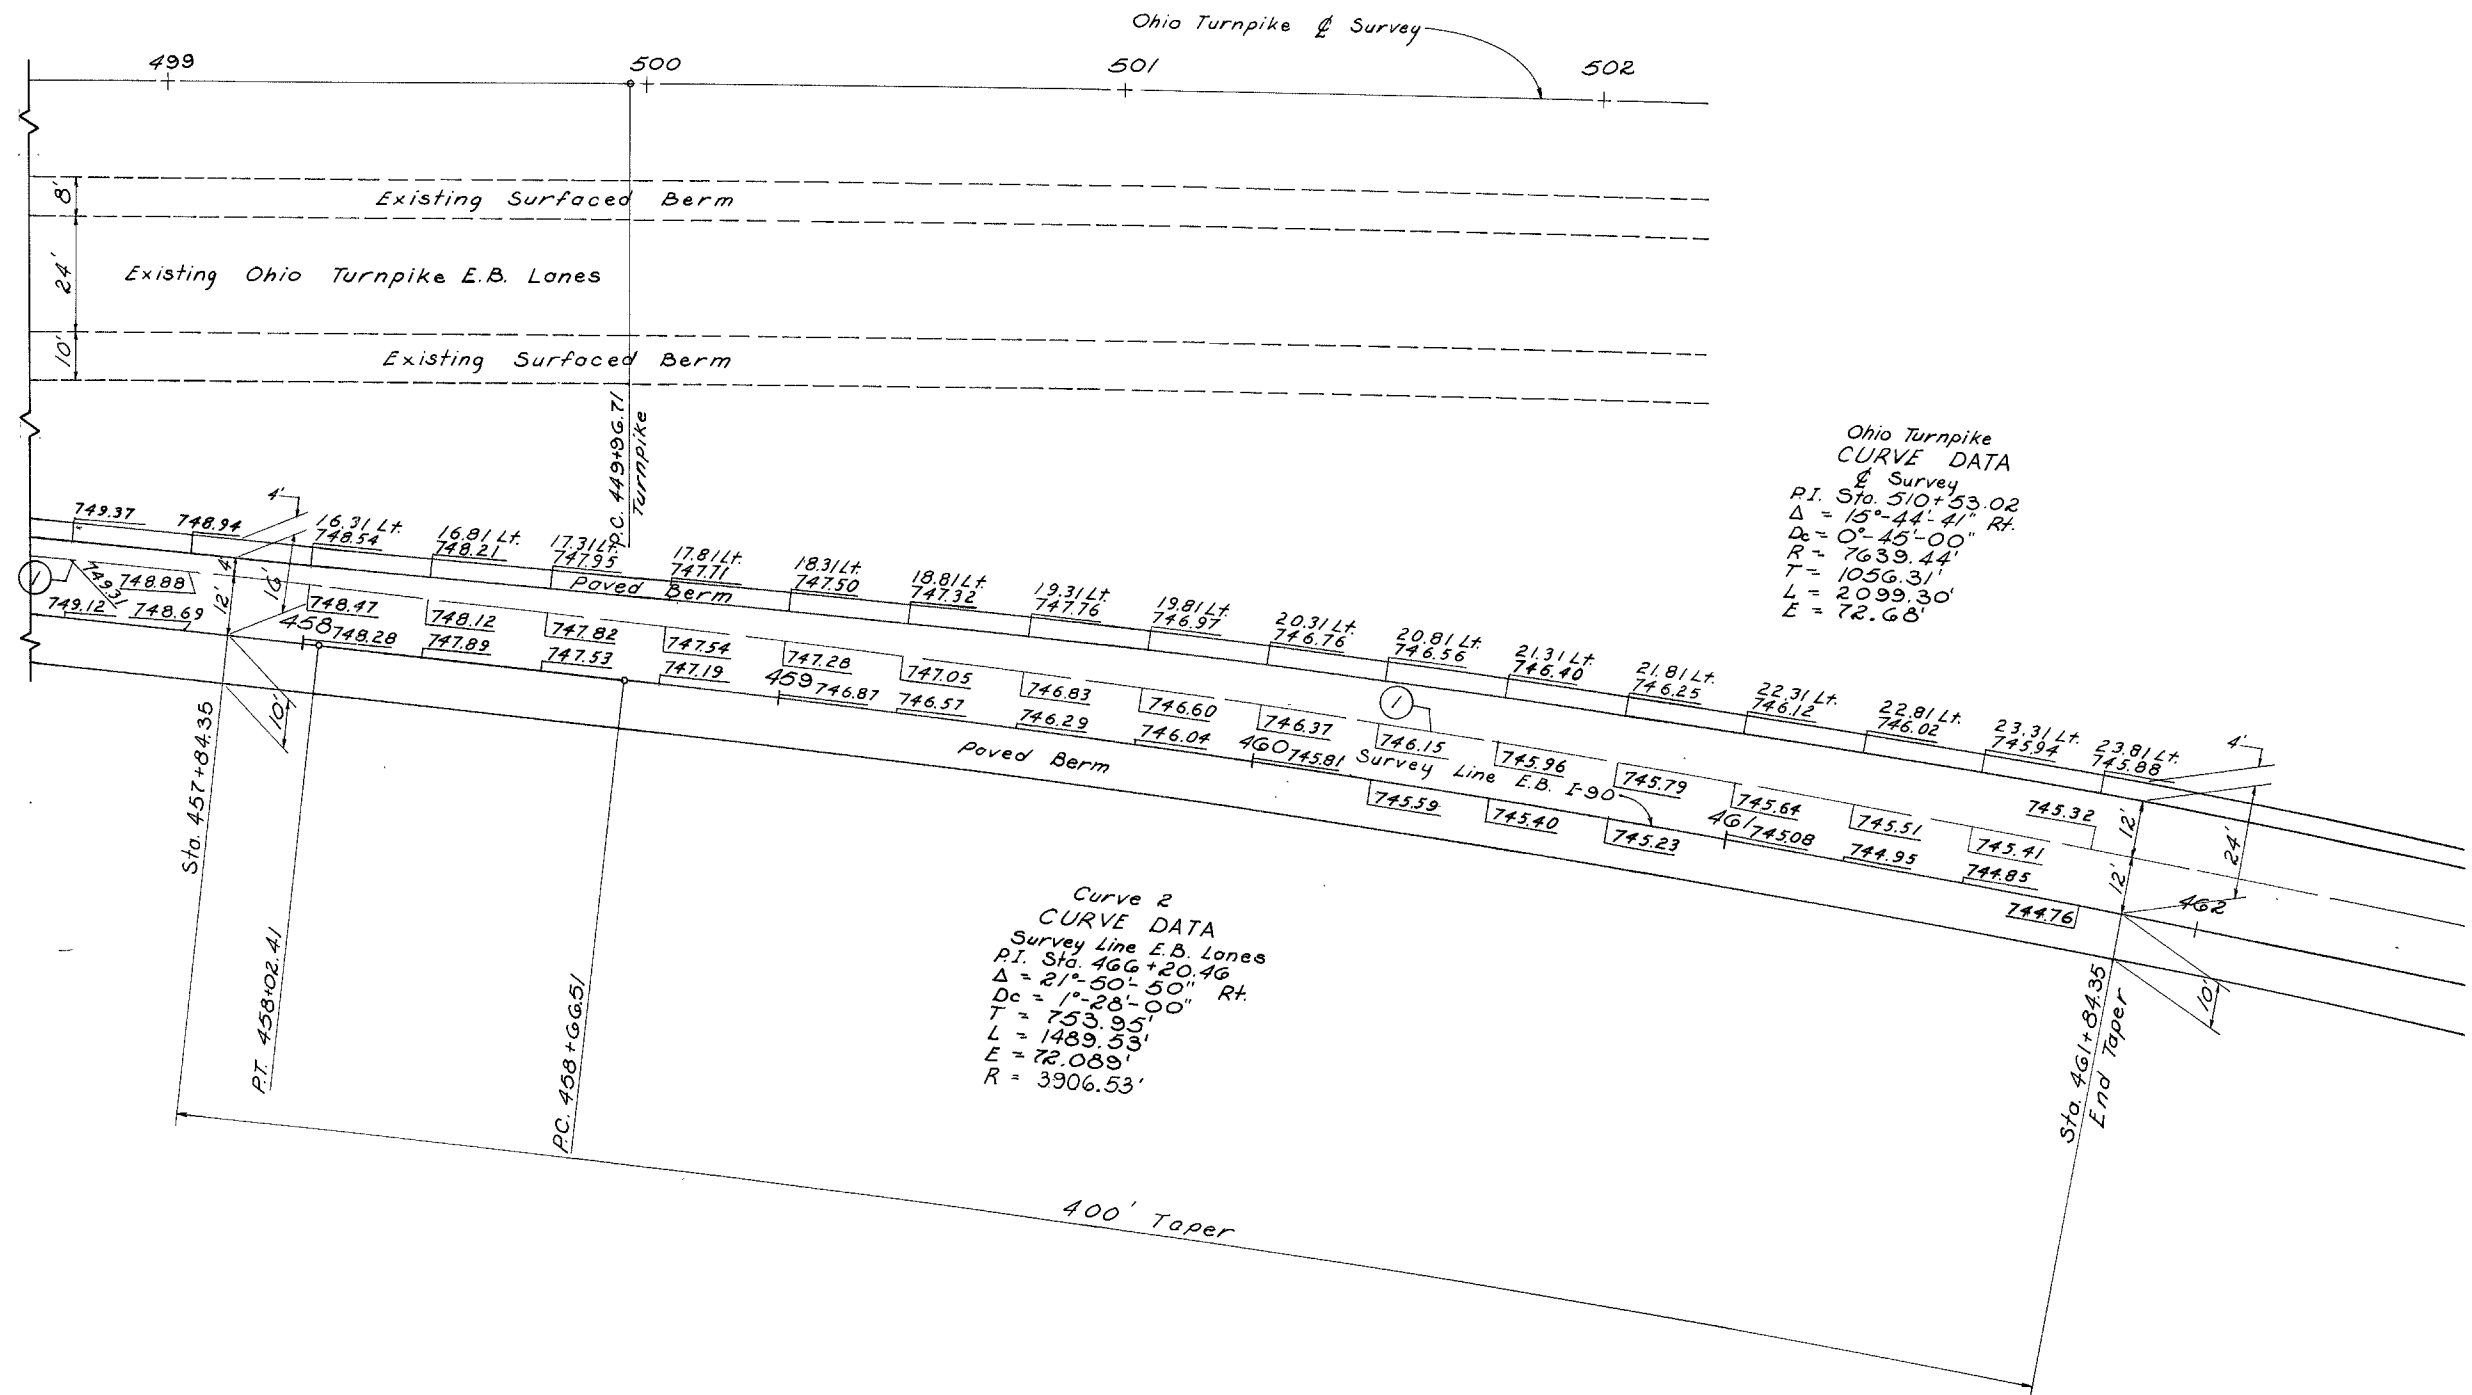 Ohio Turnpike ₵ Survey
499
500
501
502
8'
Existing Surfaced Berm
24'
Existing Ohio Turnpike E.B. Lanes
10'
Existing Surfaced Berm
P.C. 449+96.71
Turnpike
Ohio Turnpike
CURVE DATA
₵ Survey
P.I. Sta. 510+53.02
Δ = 15°-44'-41" Rt.
Dc = 0°-45'-00"
R = 7639.44'
T = 1056.31'
L = 2099.30'
E = 72.68'
749.37
748.94
4'
16.31 Lt.
748.54
16.81 Lt.
748.21
17.31 Lt.
747.95
17.81 Lt.
747.71
18.31 Lt.
747.50
18.81 Lt.
747.32
19.31 Lt.
747.76
19.81 Lt.
746.97
20.31 Lt.
746.76
20.81 Lt.
746.56
21.31 Lt.
746.40
21.81 Lt.
746.25
22.31 Lt.
746.12
22.81 Lt.
746.02
23.31 Lt.
745.94
23.81 Lt.
745.88
4'
Paved Berm
1
749.31
748.88
4'
12'
16'
748.47
748.12
747.82
747.54
747.28
747.05
746.83
746.60
746.37
1
746.15
745.96
745.79
745.64
745.51
745.41
745.32
12'
12'
24'
749.12
748.69
458
748.28
747.89
747.53
747.19
459
746.87
746.57
746.29
746.04
460
745.81
Survey Line E.B. I-90
745.59
745.40
745.23
461
745.08
744.95
744.85
744.76
462
10'
Paved Berm
10'
Sta. 457+84.35
P.T. 458+02.41
P.C. 458+66.51
Curve 2
CURVE DATA
Survey Line E.B. Lanes
P.I. Sta. 466+20.46
Δ = 21°-50'-50" Rt.
Dc = 1°-28'-00"
T = 753.95'
L = 1489.53'
E = 72.089'
R = 3906.53'
Sta. 461+84.35
End Taper
400' Taper